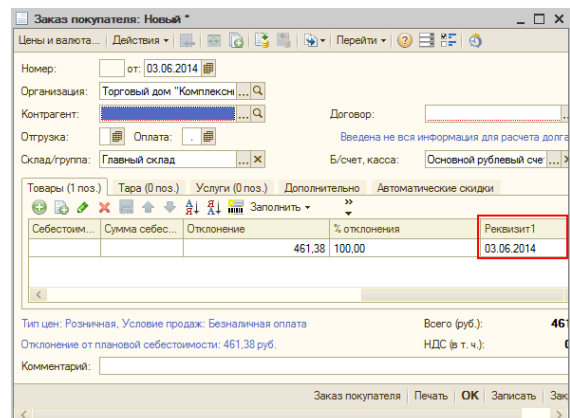 Заказ покупателя: Новый *
Цены и валюта... Действия Перейти
Номер: от: 03.06.2014
Организация: Торговый дом "Комплексн ...
Контрагент: ... Договор:
Отгрузка: Оплата: . Введена не вся информация для расчета долга
Склад/группа: Главный склад ... Б/счет, касса: Основной рублевый счет ...
Товары (1 поз.) Тара (0 поз.) Услуги (0 поз.) Дополнительно Автоматические скидки
Заполнить »
Себестоим... Сумма себес... Отклонение % отклонения Реквизит1
461,38 100,00 03.06.2014
Тип цен: Розничная, Условие продаж: Безналичная оплата Всего (руб.): 461
Отклонение от плановой себестоимости: 461,38 руб. НДС (в т. ч.):
Комментарий:
Заказ покупателя Печать OK Записать Зак